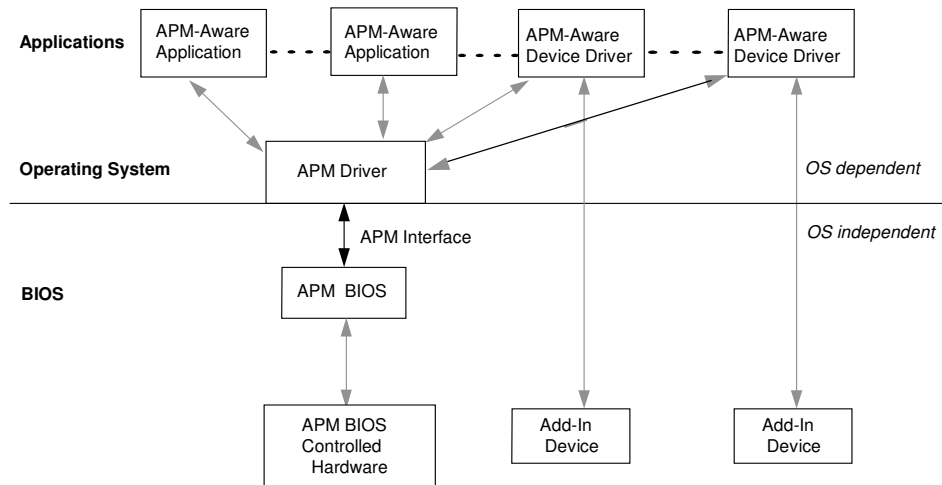 Applications
APM-Aware
Application
APM-Aware
Application
APM-Aware
Device Driver
APM-Aware
Device Driver
Operating System
APM Driver
OS dependent
APM Interface
OS independent
BIOS
APM BIOS
APM BIOS
Controlled
Hardware
Add-In
Device
Add-In
Device